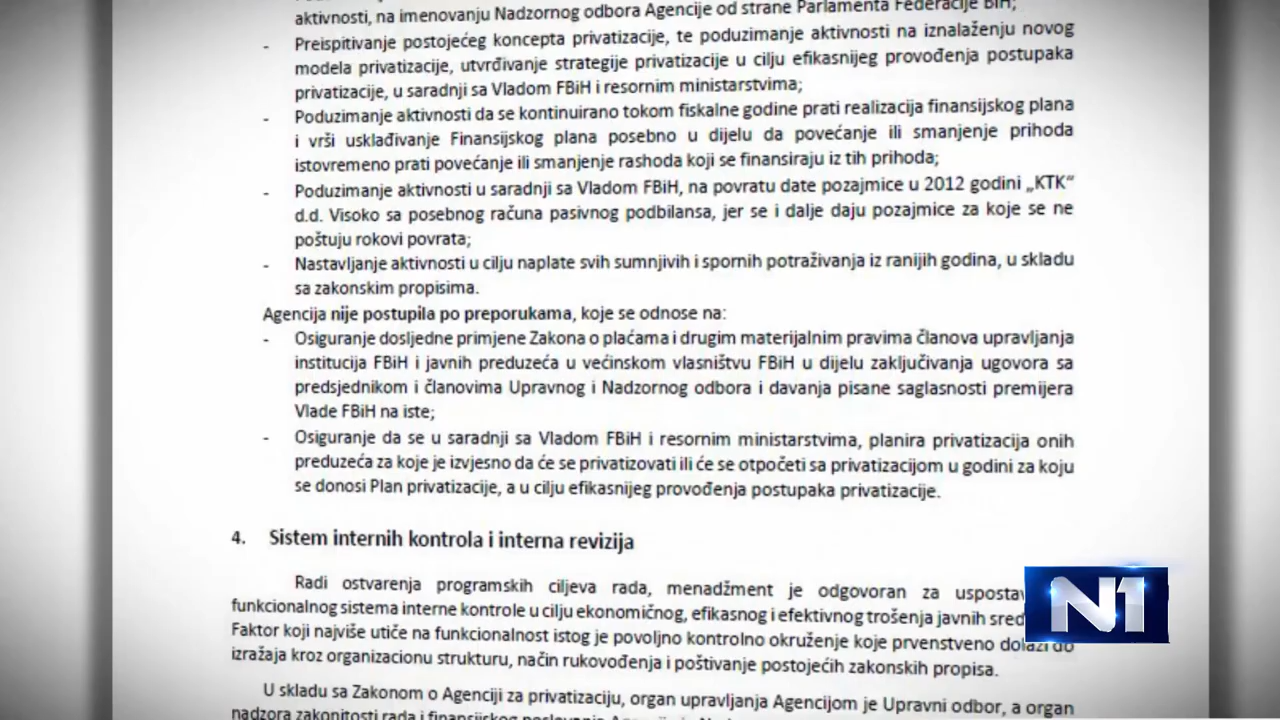 aktivnosti, na imenovanju Nadzornog odbora Agencije od strane Parlamenta Federacije BiH;
- Preispitivanje postojećeg koncepta privatizacije, te poduzimanje aktivnosti na iznalaženju novog
modela privatizacije, utvrđivanje strategije privatizacije u cilju efikasnijeg provođenja postupaka
privatizacije, u saradnji sa Vladom FBiH i resornim ministarstvima;
- Poduzimanje aktivnosti da se kontinuirano tokom fiskalne godine prati realizacija finansijskog plana
i vrši usklađivanje Finansijskog plana posebno u dijelu da povećanje ili smanjenje prihoda
istovremeno prati povećanje ili smanjenje rashoda koji se finansiraju iz tih prihoda;
- Poduzimanje aktivnosti u saradnji sa Vladom FBiH, na povratu date pozajmice u 2012 godini „KTK“
d.d. Visoko sa posebnog računa pasivnog podbilansa, jer se i dalje daju pozajmice za koje se ne
poštuju rokovi povrata;
- Nastavljanje aktivnosti u cilju naplate svih sumnjivih i spornih potraživanja iz ranijih godina, u skladu
sa zakonskim propisima.
Agencija nije postupila po preporukama, koje se odnose na:
- Osiguranje dosljedne primjene Zakona o plaćama i drugim materijalnim pravima članova upravljanja
institucija FBiH i javnih preduzeća u većinskom vlasništvu FBiH u dijelu zaključivanja ugovora sa
predsjednikom i članovima Upravnog i Nadzornog odbora i davanja pisane saglasnosti premijera
Vlade FBiH na iste;
- Osiguranje da se u saradnji sa Vladom FBiH i resornim ministarstvima, planira privatizacija onih
preduzeća za koje je izvjesno da će se privatizovati ili će se otpočeti sa privatizacijom u godini za koju
se donosi Plan privatizacije, a u cilju efikasnijeg provođenja postupaka privatizacije.
4. Sistem internih kontrola i interna revizija
Radi ostvarenja programskih ciljeva rada, menadžment je odgovoran za uspostav
funkcionalnog sistema interne kontrole u cilju ekonomičnog, efikasnog i efektivnog trošenja javnih sred
Faktor koji najviše utiče na funkcionalnost istog je povoljno kontrolno okruženje koje prvenstveno dolazi do
izražaja kroz organizacionu strukturu, način rukovođenja i poštivanje postojećih zakonskih propisa.
U skladu sa Zakonom o Agenciji za privatizaciju, organ upravljanja Agencijom je Upravni odbor, a organ
nadzora zakonitosti rada i finansijskog poslovanja
N1